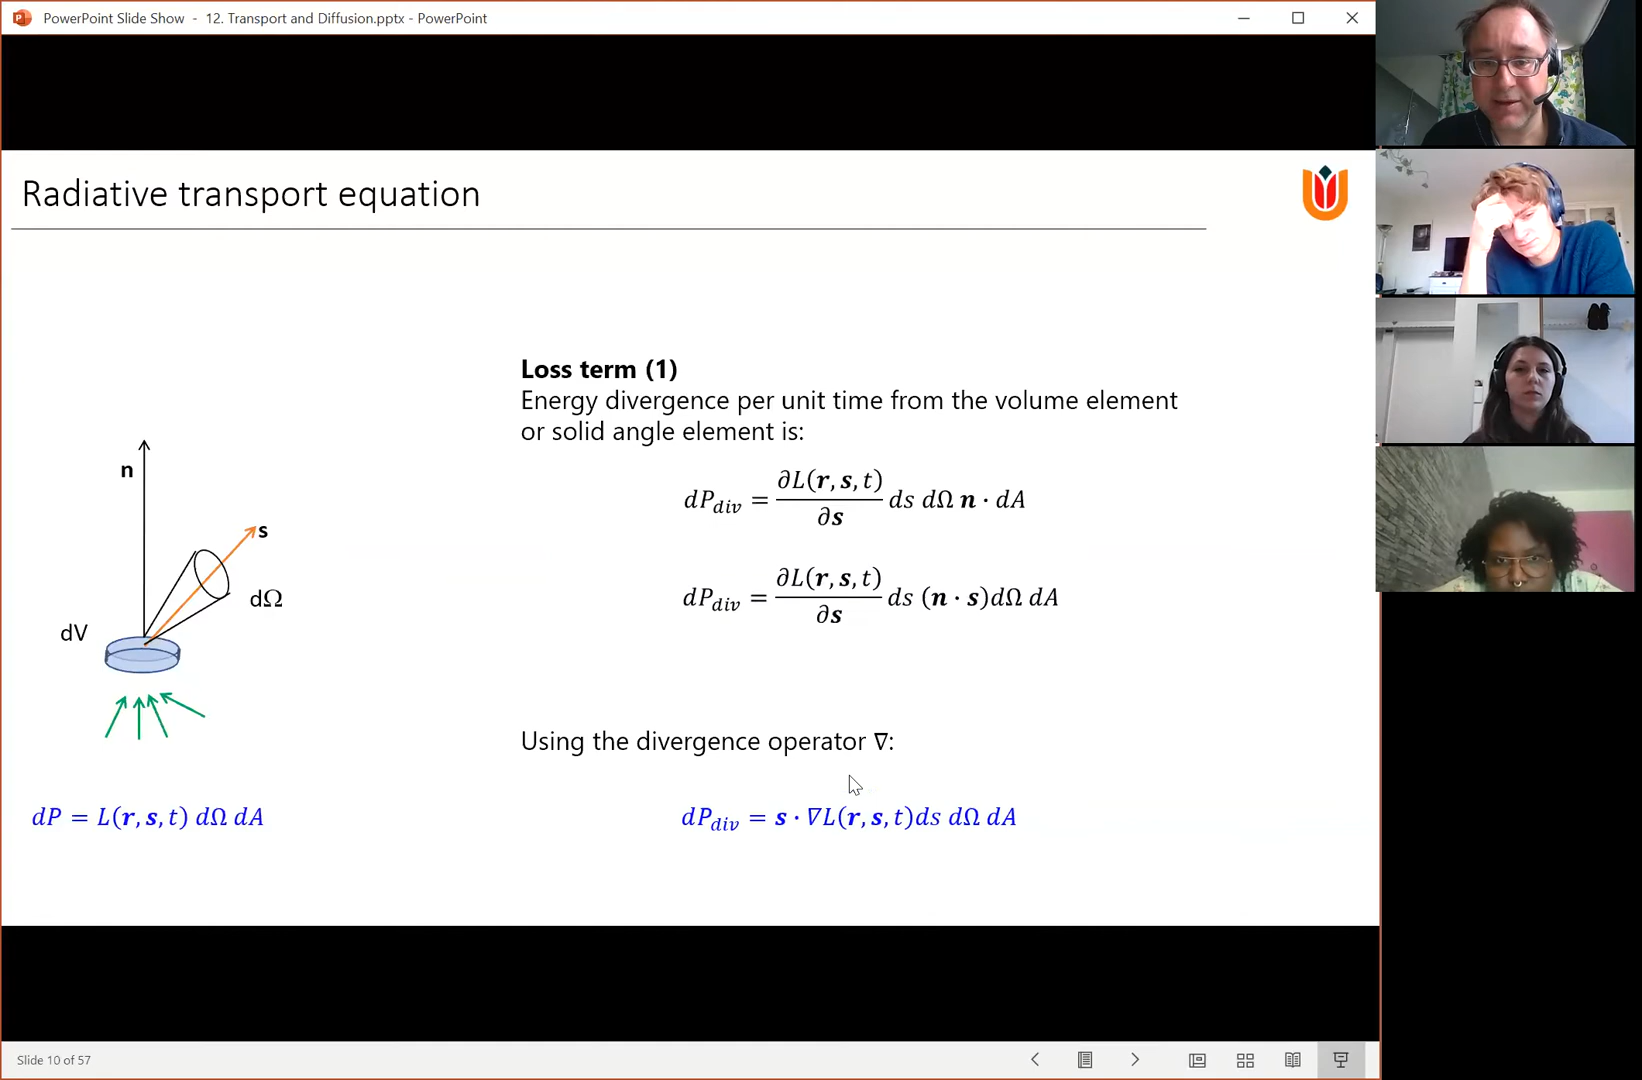 PowerPoint Slide Show - 12. Transport and Diffusion.pptx - PowerPoint
Radiative transport equation
Loss term (1)
Energy divergence per unit time from the volume element
or solid angle element is:
dP_div = ∂L(r, s, t)/∂s ds dΩ n · dA
dP_div = ∂L(r, s, t)/∂s ds (n · s)dΩ dA
n
s
dΩ
dV
Using the divergence operator ∇:
dP = L(r, s, t) dΩ dA
dP_div = s · ∇L(r, s, t)ds dΩ dA
Slide 10 of 57